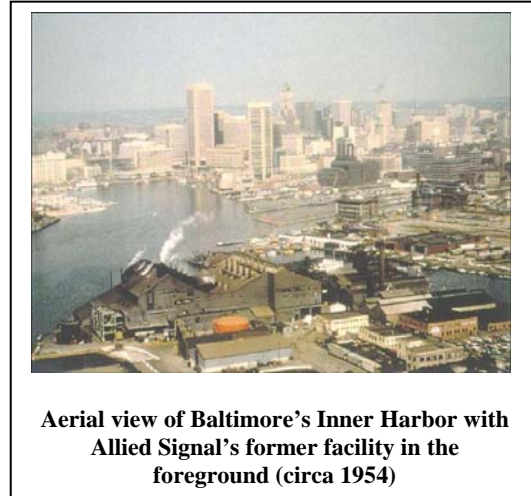 Aerial view of Baltimore's Inner Harbor with
Allied Signal's former facility in the
foreground (circa 1954)